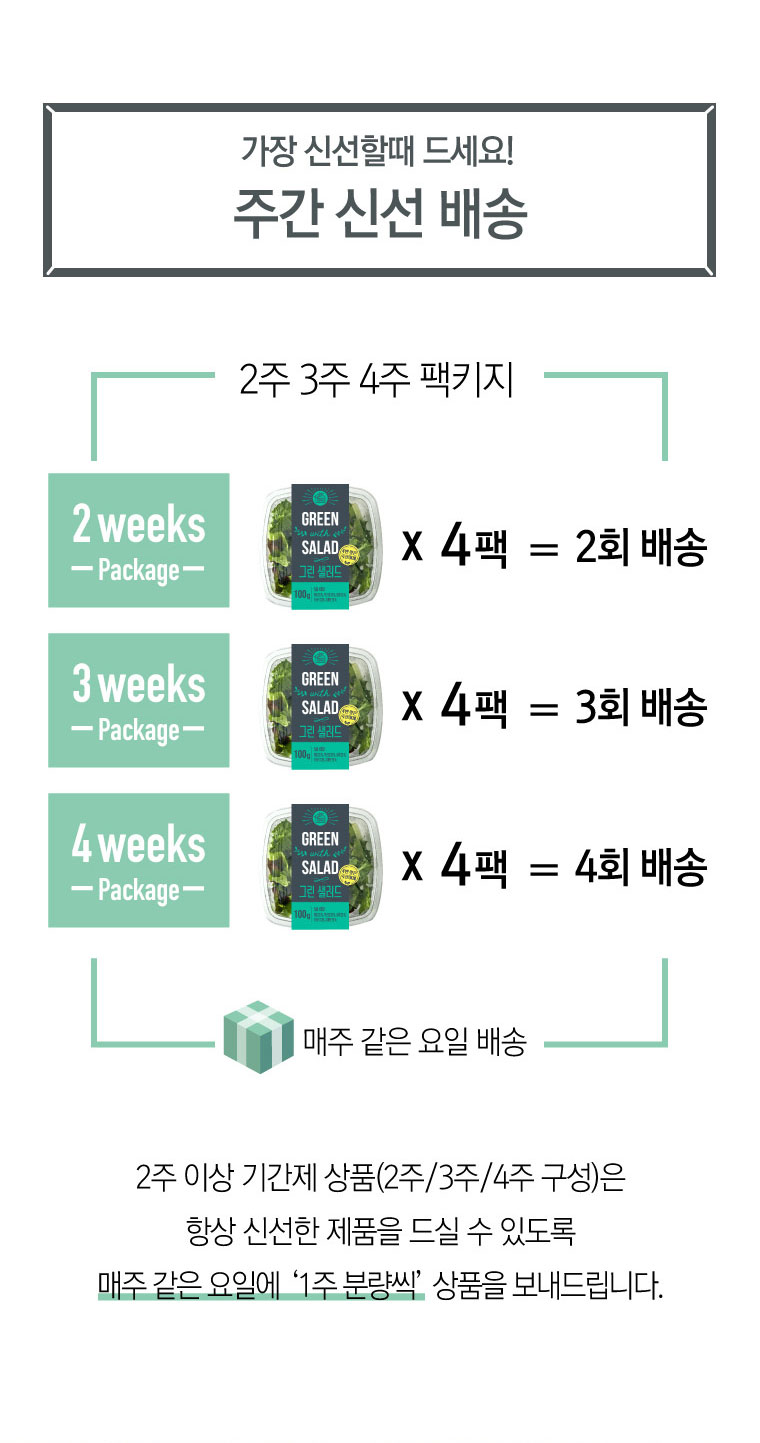 가장 신선할때 드세요!
주간 신선 배송
2주 3주 4주 팩키지
2 weeks
Package
GREEN
with
SALAD
그린 샐러드
100g
X 4팩 = 2회 배송
3 weeks
Package
GREEN
with
SALAD
그린 샐러드
100g
X 4팩 = 3회 배송
4 weeks
Package
GREEN
with
SALAD
그린 샐러드
100g
X 4팩 = 4회 배송
매주 같은 요일 배송
2주 이상 기간제 상품(2주/3주/4주 구성)은
항상 신선한 제품을 드실 수 있도록
매주 같은 요일에 ‘1주 분량씩’ 상품을 보내드립니다.